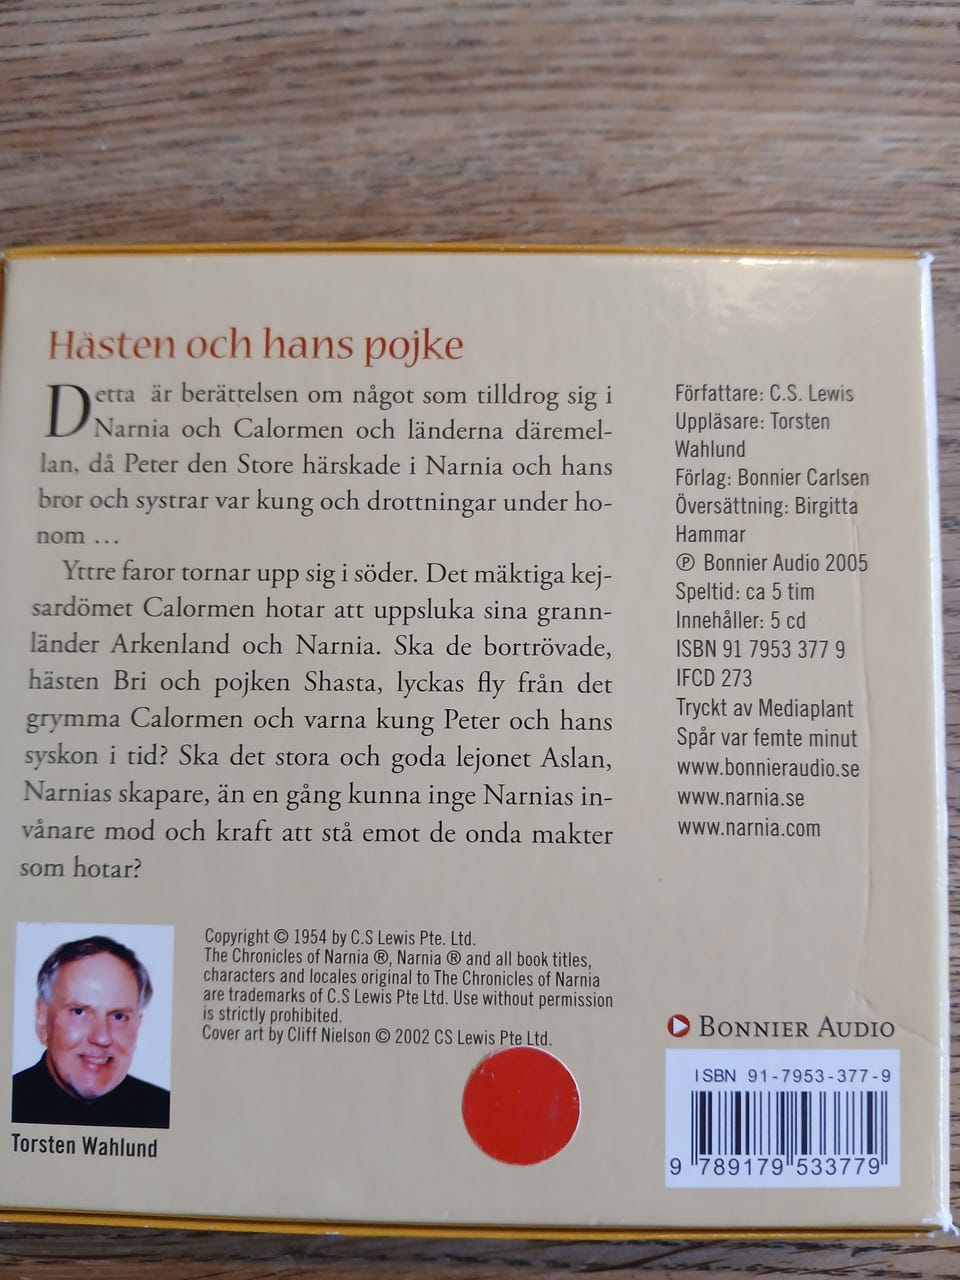 Hästen och hans pojke
Detta är berättelsen om något som tilldrog sig i
Narnia och Calormen och länderna däremel-
lan, då Peter den Store härskade i Narnia och hans
bror och systrar var kung och drottningar under ho-
nom ...
Yttre faror tornar upp sig i söder. Det mäktiga kej-
sardömet Calormen hotar att uppsluka sina grann-
länder Arkenland och Narnia. Ska de bortrövade,
hästen Bri och pojken Shasta, lyckas fly från det
grymma Calormen och varna kung Peter och hans
syskon i tid? Ska det stora och goda lejonet Aslan,
Narnias skapare, än en gång kunna inge Narnias in-
vånare mod och kraft att stå emot de onda makter
som hotar?
Författare: C.S. Lewis
Uppläsare: Torsten
Wahlund
Förlag: Bonnier Carlsen
Översättning: Birgitta
Hammar
℗ Bonnier Audio 2005
Speltid: ca 5 tim
Innehåller: 5 cd
ISBN 91 7953 377 9
IFCD 273
Tryckt av Mediaplant
Spår var femte minut
www.bonnieraudio.se
www.narnia.se
www.narnia.com
Torsten Wahlund
Copyright © 1954 by C.S Lewis Pte. Ltd.
The Chronicles of Narnia ®, Narnia ® and all book titles,
characters and locales original to The Chronicles of Narnia
are trademarks of C.S Lewis Pte Ltd. Use without permission
is strictly prohibited.
Cover art by Cliff Nielson © 2002 CS Lewis Pte Ltd.
BONNIER AUDIO
ISBN 91-7953-377-9
9 789179 533779